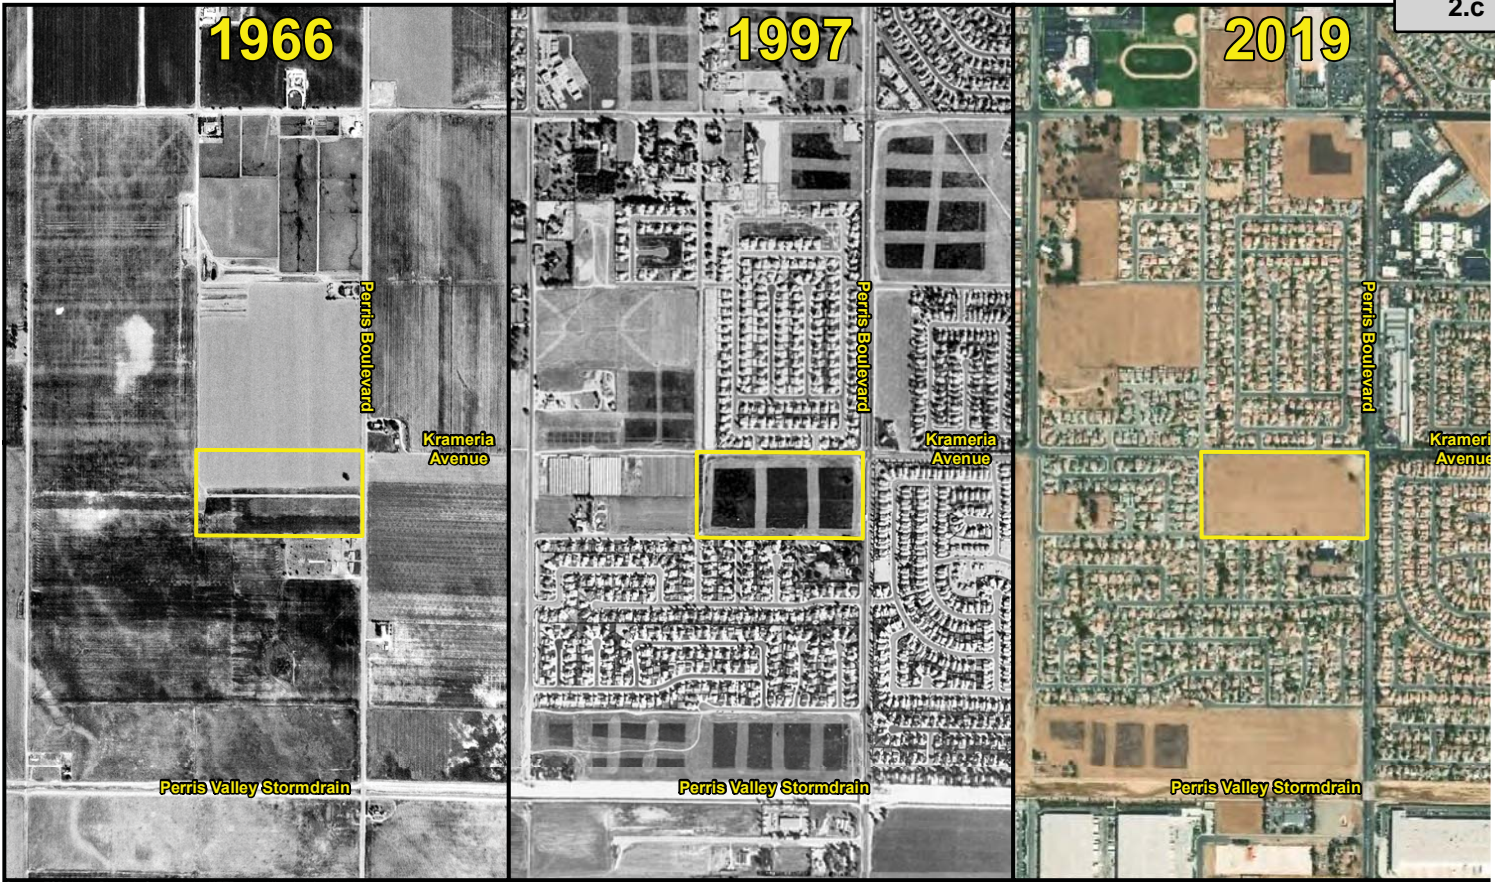 2.c
1966
1997
2019
Perris Boulevard
Perris Boulevard
Perris Boulevard
Krameria
Avenue
Krameria
Avenue
Krameri
Avenue
Perris Valley Stormdrain
Perris Valley Stormdrain
Perris Valley Stormdrain